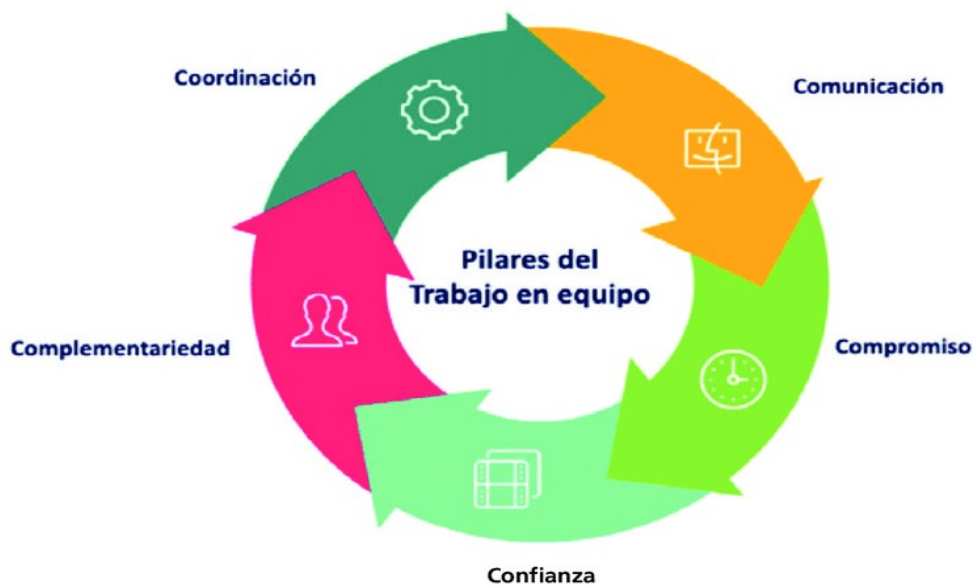 Coordinación
Comunicación
Pilares del
Trabajo en equipo
Complementariedad
Compromiso
Confianza